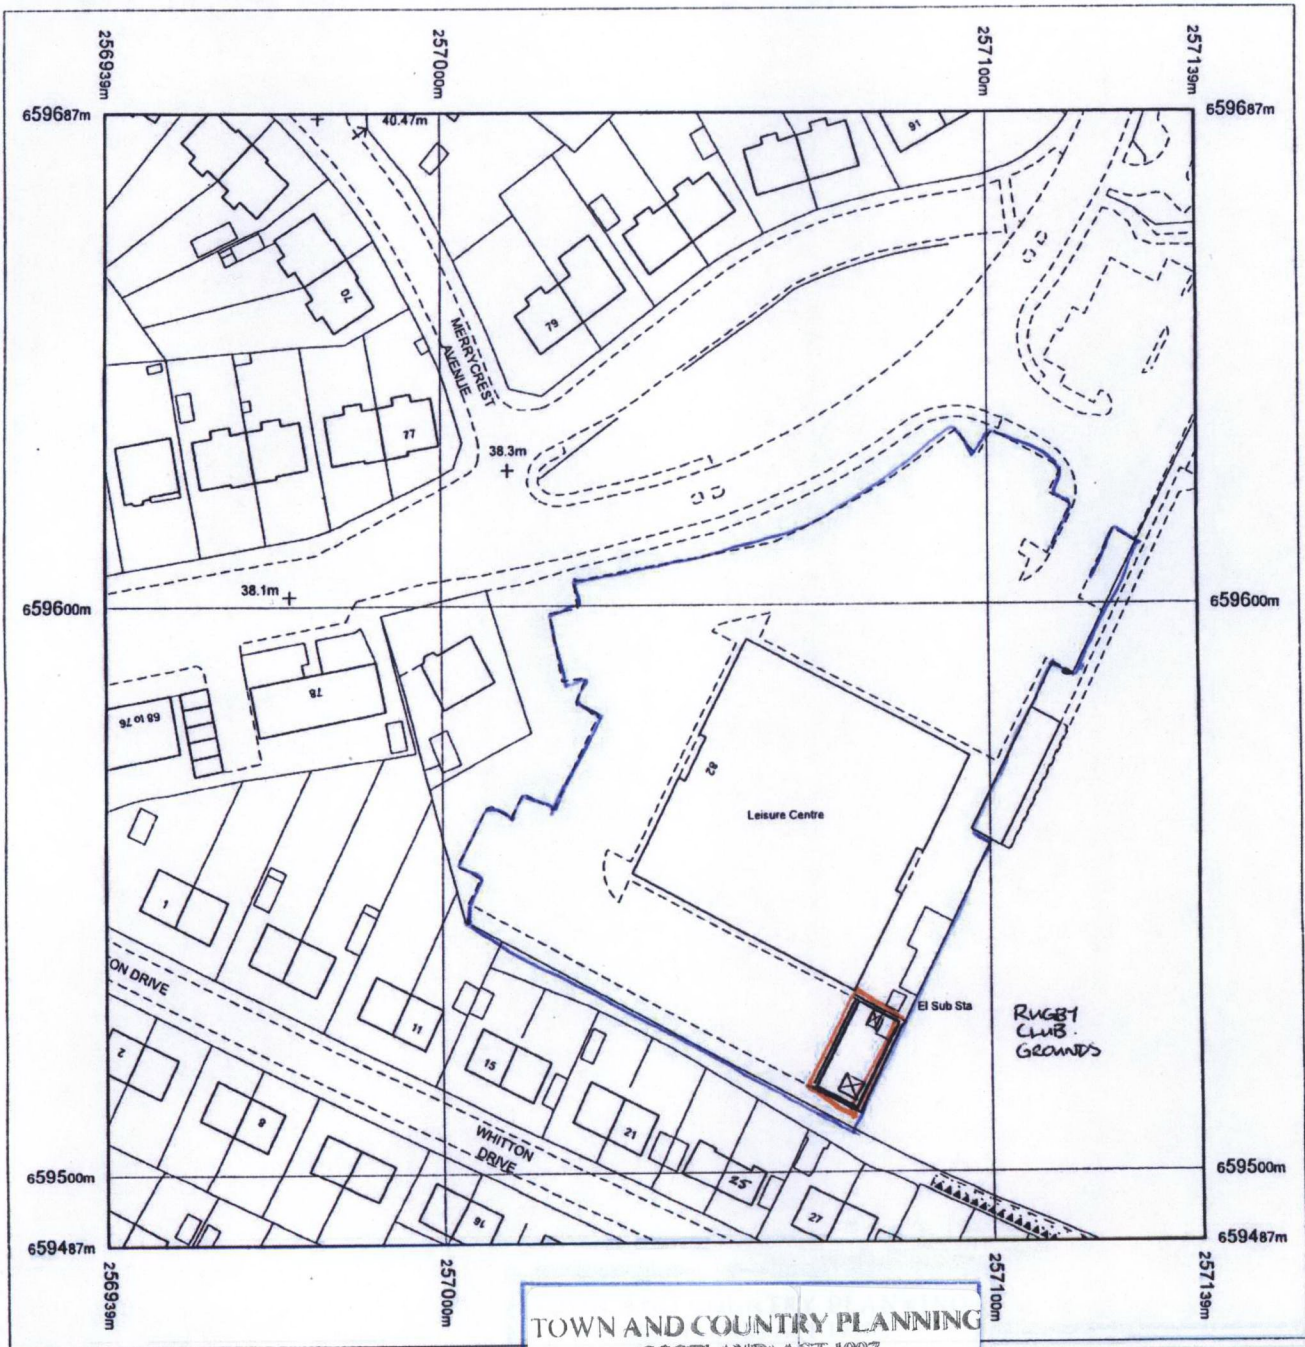 256939m
257000m
257100m
257139m
659687m
659687m
40.47m
91
70
79
MERRYCREST
AVENUE
77
38.3m
38.1m
659600m
659600m
78
68 to 76
82
Leisure Centre
1
ON DRIVE
11
El Sub Sta
RUGBY
CLUB.
GROUNDS
2
15
8
21
WHITTON
DRIVE
25
659500m
659500m
16
27
659487m
659487m
256939m
257000m
257100m
257139m
TOWN AND COUNTRY PLANNING